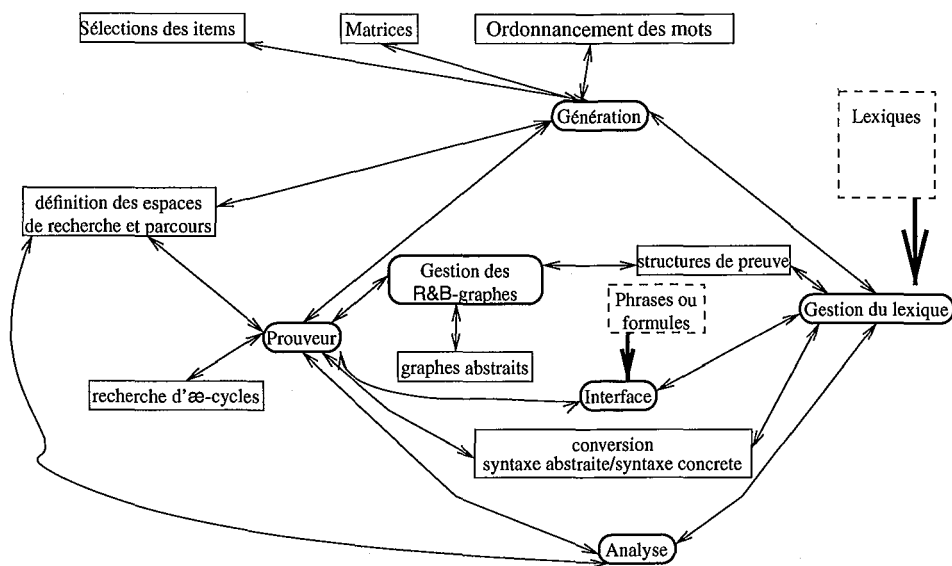 Sélections des items
Matrices
Ordonnancement des mots
Génération
Lexiques
définition des espaces
de recherche et parcours
Gestion des
R&B-graphes
structures de preuve
Phrases ou
formules
Gestion du lexique
Prouveur
graphes abstraits
recherche d'æ-cycles
Interface
conversion
syntaxe abstraite/syntaxe concrete
Analyse